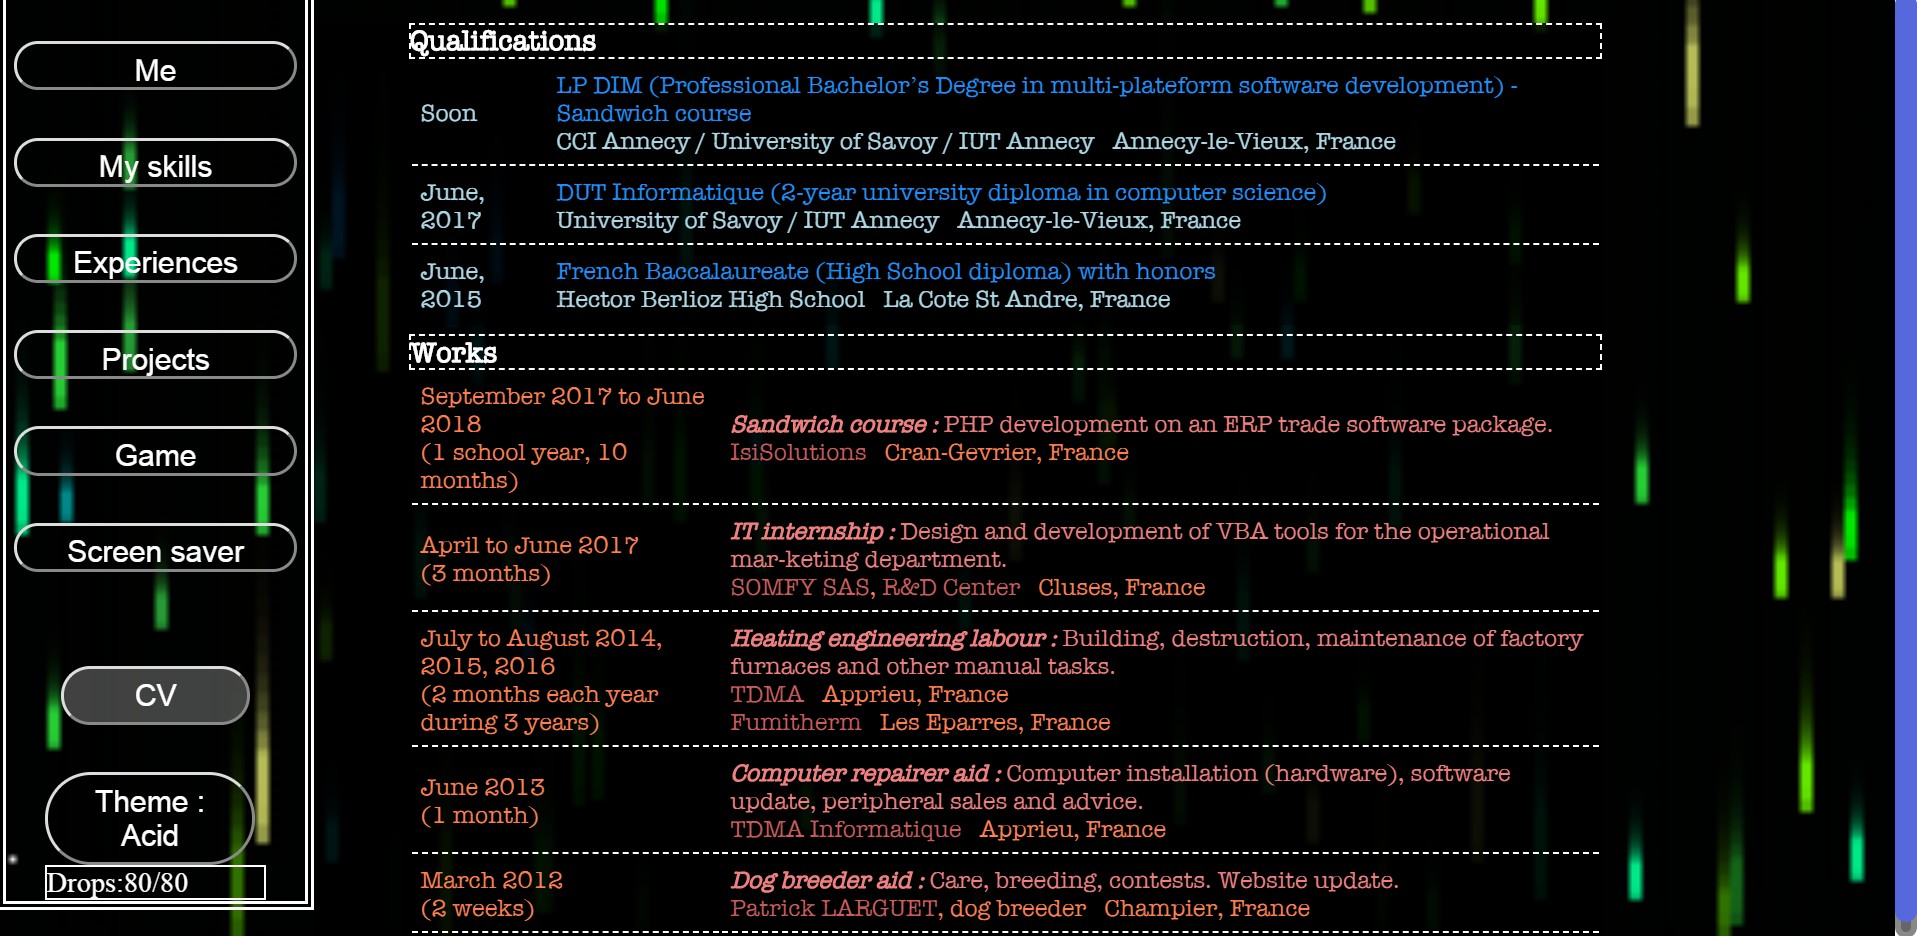 Me
My skills
Experiences
Projects
Game
Screen saver
CV
Theme :
Acid
Drops:80/80
Qualifications
Soon
LP DIM (Professional Bachelor’s Degree in multi-plateform software development) -
Sandwich course
CCI Annecy / University of Savoy / IUT Annecy Annecy-le-Vieux, France
June,
2017
DUT Informatique (2-year university diploma in computer science)
University of Savoy / IUT Annecy Annecy-le-Vieux, France
June,
2015
French Baccalaureate (High School diploma) with honors
Hector Berlioz High School La Cote St Andre, France
Works
September 2017 to June
2018
(1 school year, 10
months)
Sandwich course : PHP development on an ERP trade software package.
IsiSolutions Cran-Gevrier, France
April to June 2017
(3 months)
IT internship : Design and development of VBA tools for the operational
mar-keting department.
SOMFY SAS, R&D Center Cluses, France
July to August 2014,
2015, 2016
(2 months each year
during 3 years)
Heating engineering labour : Building, destruction, maintenance of factory
furnaces and other manual tasks.
TDMA Apprieu, France
Fumitherm Les Eparres, France
June 2013
(1 month)
Computer repairer aid : Computer installation (hardware), software
update, peripheral sales and advice.
TDMA Informatique Apprieu, France
March 2012
(2 weeks)
Dog breeder aid : Care, breeding, contests. Website update.
Patrick LARGUET, dog breeder Champier, France